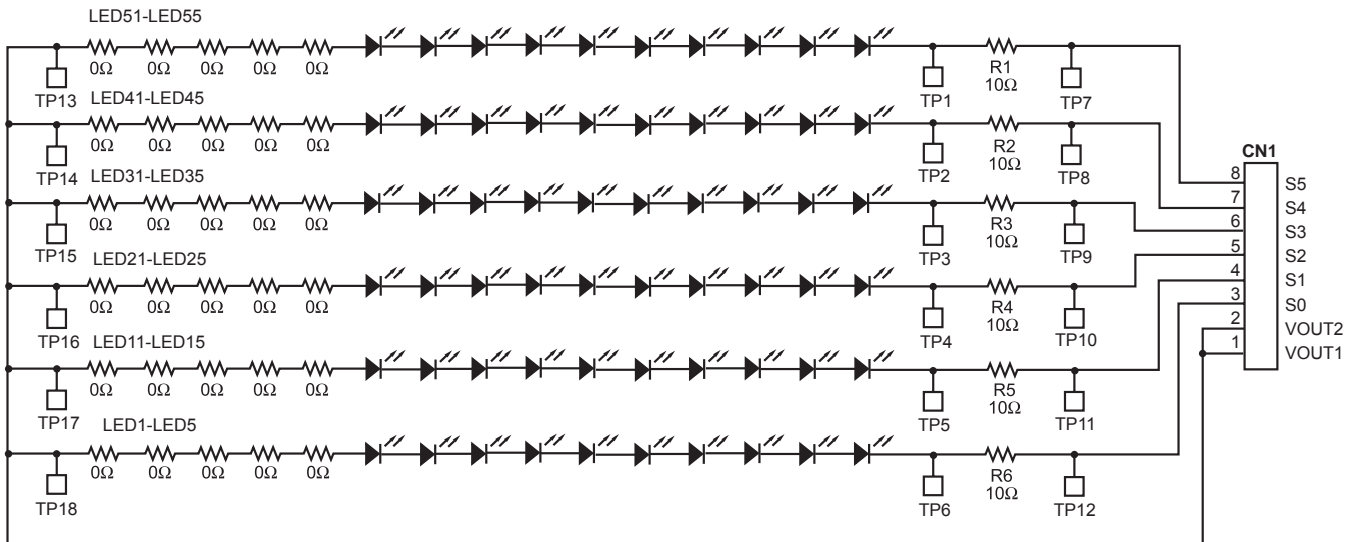 LED51-LED55
0Ω 0Ω 0Ω 0Ω 0Ω
TP13
TP1
R1
10Ω
TP7
LED41-LED45
0Ω 0Ω 0Ω 0Ω 0Ω
TP14
TP2
R2
10Ω
TP8
LED31-LED35
0Ω 0Ω 0Ω 0Ω 0Ω
TP15
TP3
R3
10Ω
TP9
LED21-LED25
0Ω 0Ω 0Ω 0Ω 0Ω
TP16
TP4
R4
10Ω
TP10
LED11-LED15
0Ω 0Ω 0Ω 0Ω 0Ω
TP17
TP5
R5
10Ω
TP11
LED1-LED5
0Ω 0Ω 0Ω 0Ω 0Ω
TP18
TP6
R6
10Ω
TP12
CN1
8 S5
7 S4
6 S3
5 S2
4 S1
3 S0
2 VOUT2
1 VOUT1